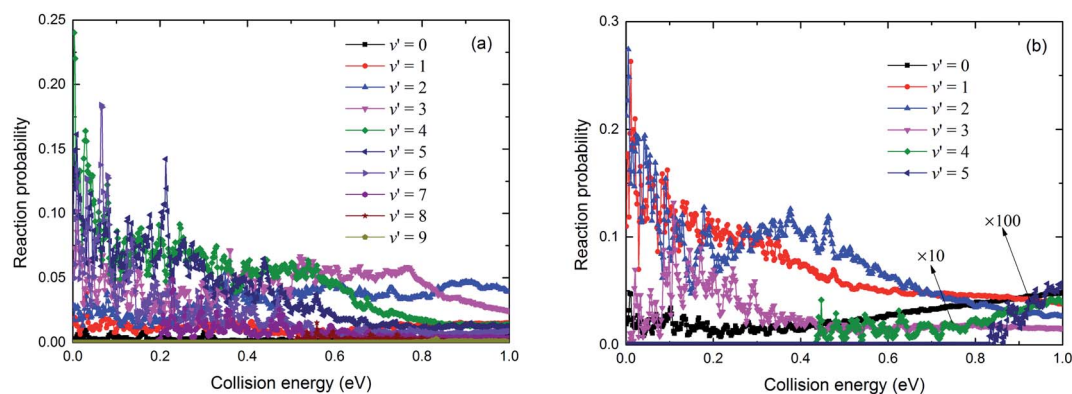 (a)
Reaction probability
0.25
0.20
0.15
0.10
0.05
0.00
v' = 0
v' = 1
v' = 2
v' = 3
v' = 4
v' = 5
v' = 6
v' = 7
v' = 8
v' = 9
0.0 0.2 0.4 0.6 0.8 1.0
Collision energy (eV)
(b)
Reaction probability
0.3
0.2
0.1
0.0
v' = 0
v' = 1
v' = 2
v' = 3
v' = 4
v' = 5
×100
×10
0.0 0.2 0.4 0.6 0.8 1.0
Collision energy (eV)